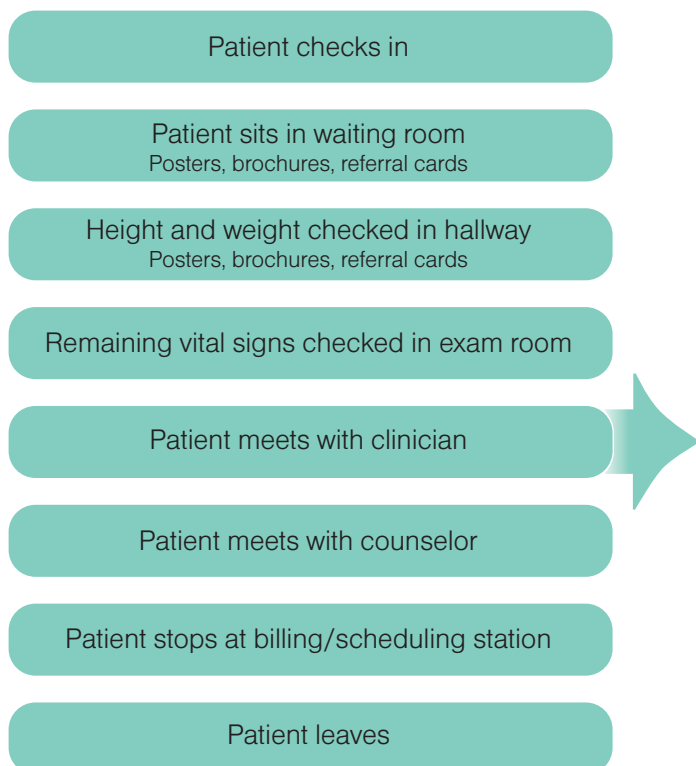 Patient checks in
Patient sits in waiting room
Posters, brochures, referral cards
Height and weight checked in hallway
Posters, brochures, referral cards
Remaining vital signs checked in exam room
Patient meets with clinician
Patient meets with counselor
Patient stops at billing/scheduling station
Patient leaves